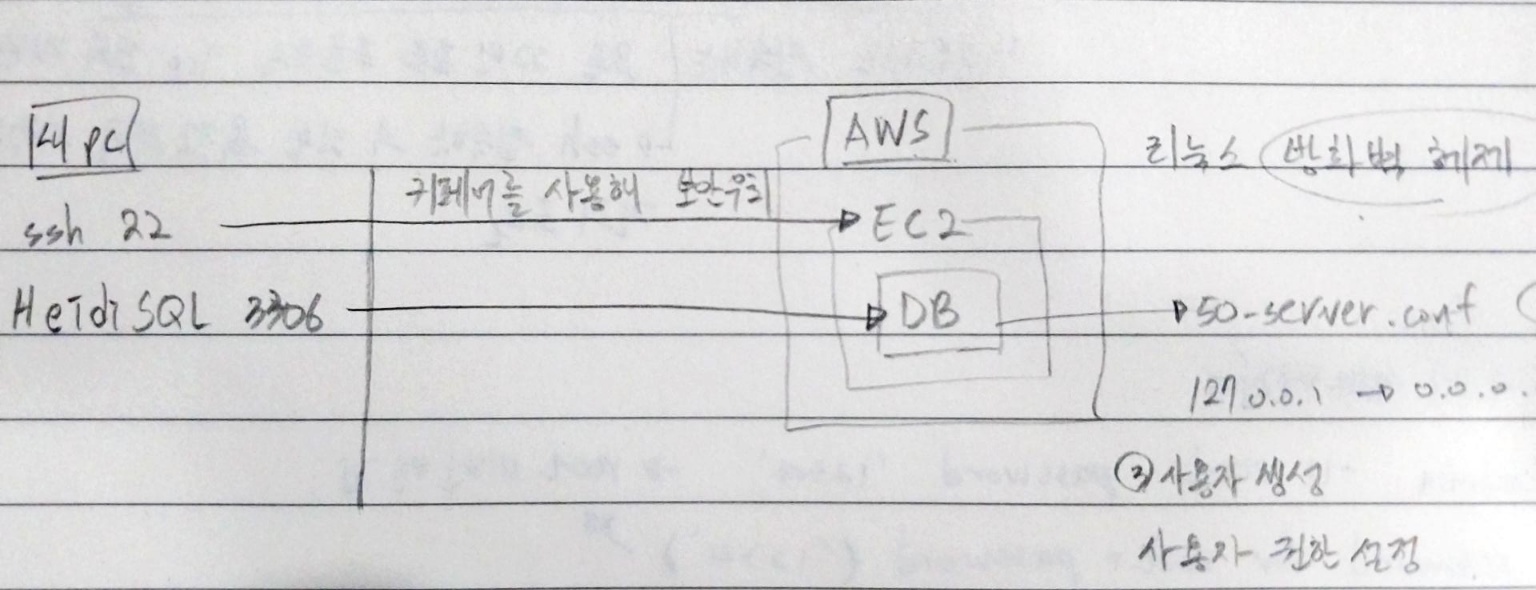 내 PC
AWS
리눅스 방화벽 해제
키페어를 사용해 보안유지
ssh 22
EC2
HeidiSQL 3306
DB
50-server.conf
127.0.0.1 → 0.0.0.
③ 사용자 생성
사용자 권한 설정